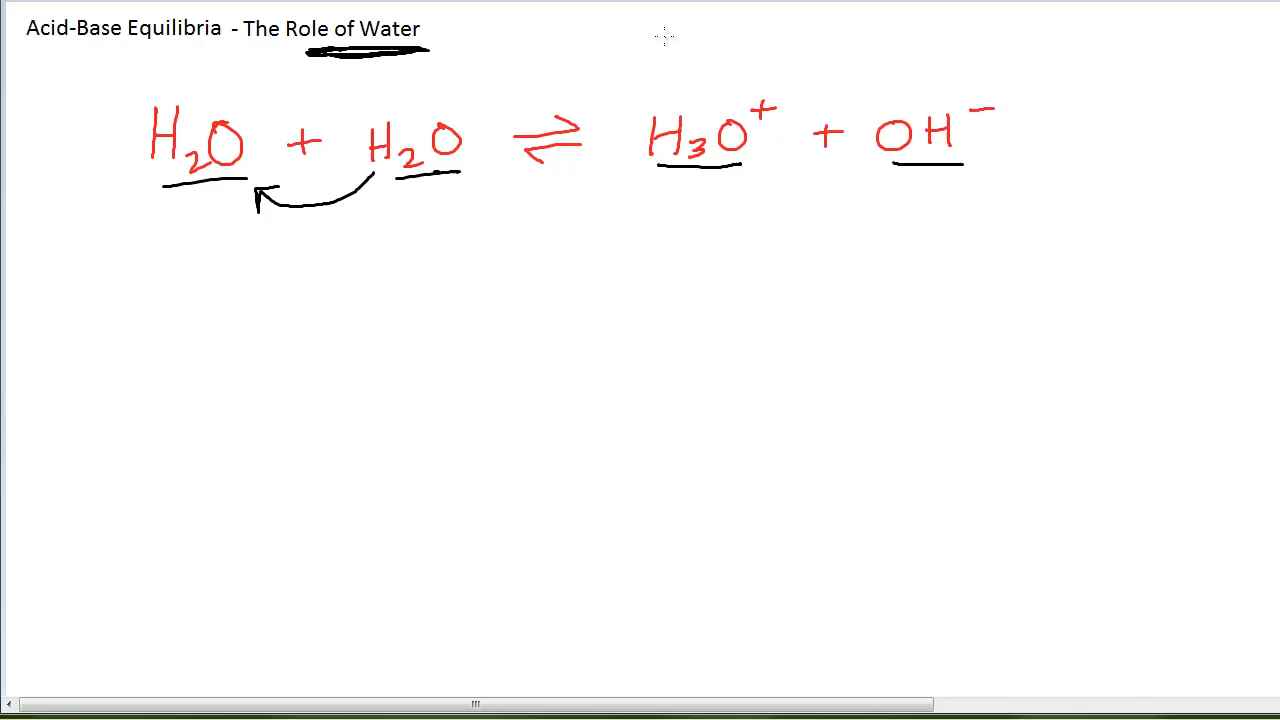 Acid-Base Equilibria - The Role of Water
H₂O + H₂O ⇌ H₃O⁺ + OH⁻